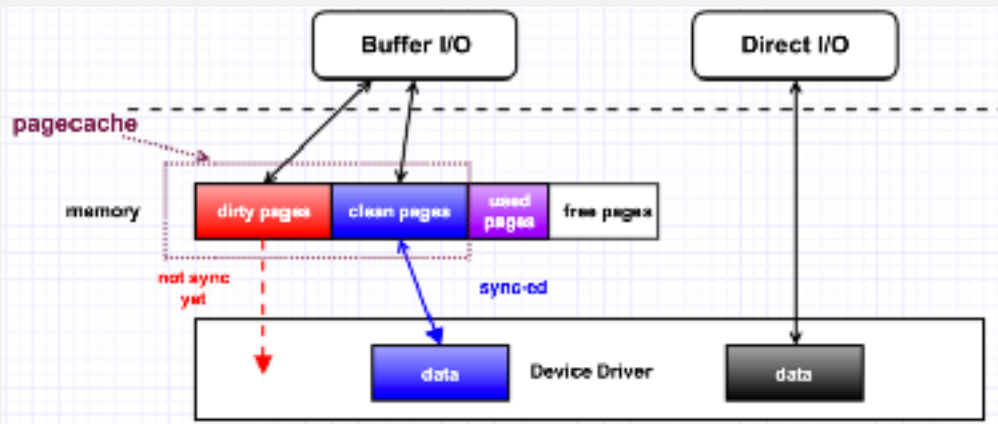 Buffer I/O
Direct I/O
pagecache
memory
dirty pages
clean pages
used
pages
free pages
not sync
yet
sync-ed
data
Device Driver
data